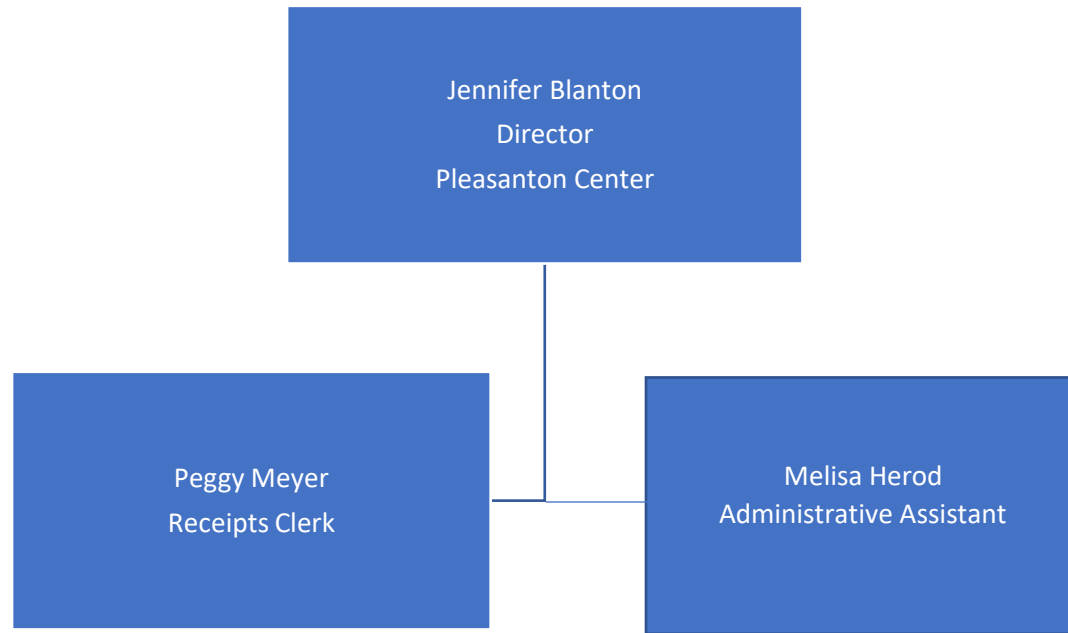 Jennifer Blanton
Director
Pleasanton Center
Peggy Meyer
Receipts Clerk
Melisa Herod
Administrative Assistant